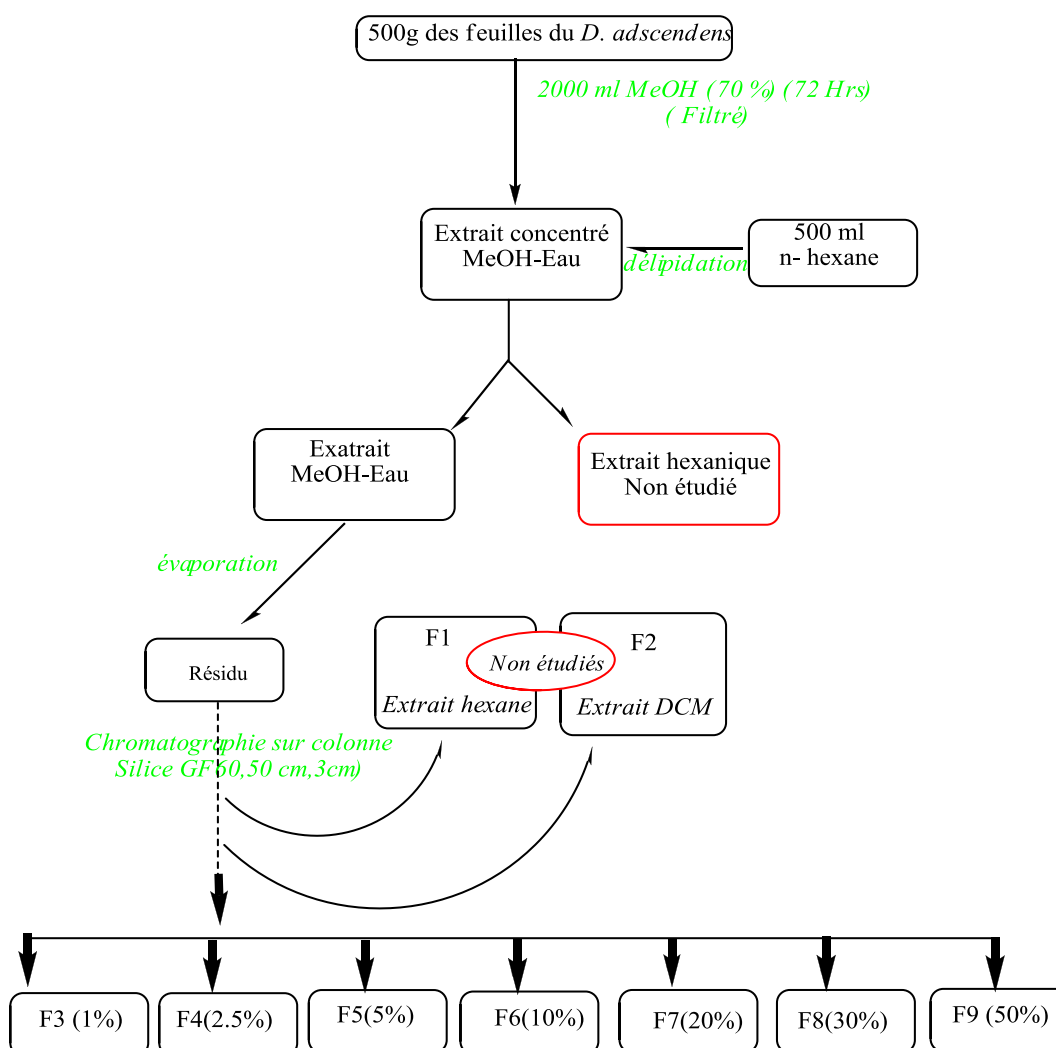 500g des feuilles du D. adscendens
2000 ml MeOH (70 %) (72 Hrs)
( Filtré)
Extrait concentré
MeOH-Eau
délipidation
500 ml
n- hexane
Exatrait
MeOH-Eau
Extrait hexanique
Non étudié
évaporation
Résidu
F1
F2
Non étudiés
Extrait hexane
Extrait DCM
Chromatographie sur colonne
Silice GF60,50 cm,3cm)
F3 (1%)
F4(2.5%)
F5(5%)
F6(10%)
F7(20%)
F8(30%)
F9 (50%)